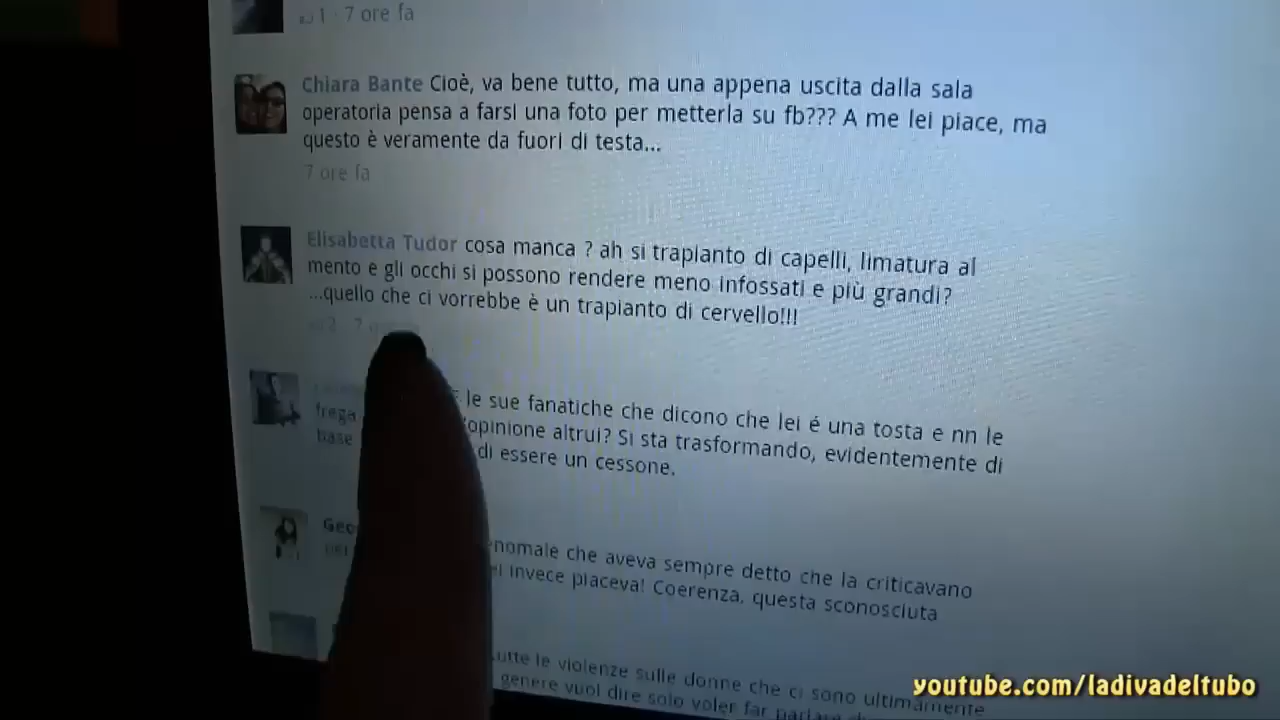 1 · 7 ore fa
Chiara Bante Cioè, va bene tutto, ma una appena uscita dalla sala
operatoria pensa a farsi una foto per metterla su fb??? A me lei piace, ma
questo è veramente da fuori di testa...
7 ore fa
Elisabetta Tudor cosa manca ? ah si trapianto di capelli, limatura al
mento e gli occhi si possono rendere meno infossati e più grandi?
...quello che ci vorrebbe è un trapianto di cervello!!!
2 · 7
le sue fanatiche che dicono che lei é una tosta e nn le
frega opinione altrui? Si sta trasformando, evidentemente di
base di essere un cessone.
che aveva sempre detto che la criticavano
invece piaceva! Coerenza, questa sconosciuta
le violenze sulle donne che ci sono ultimamente
genere vuol dire solo voler far parlare
youtube.com/ladivadeltubo